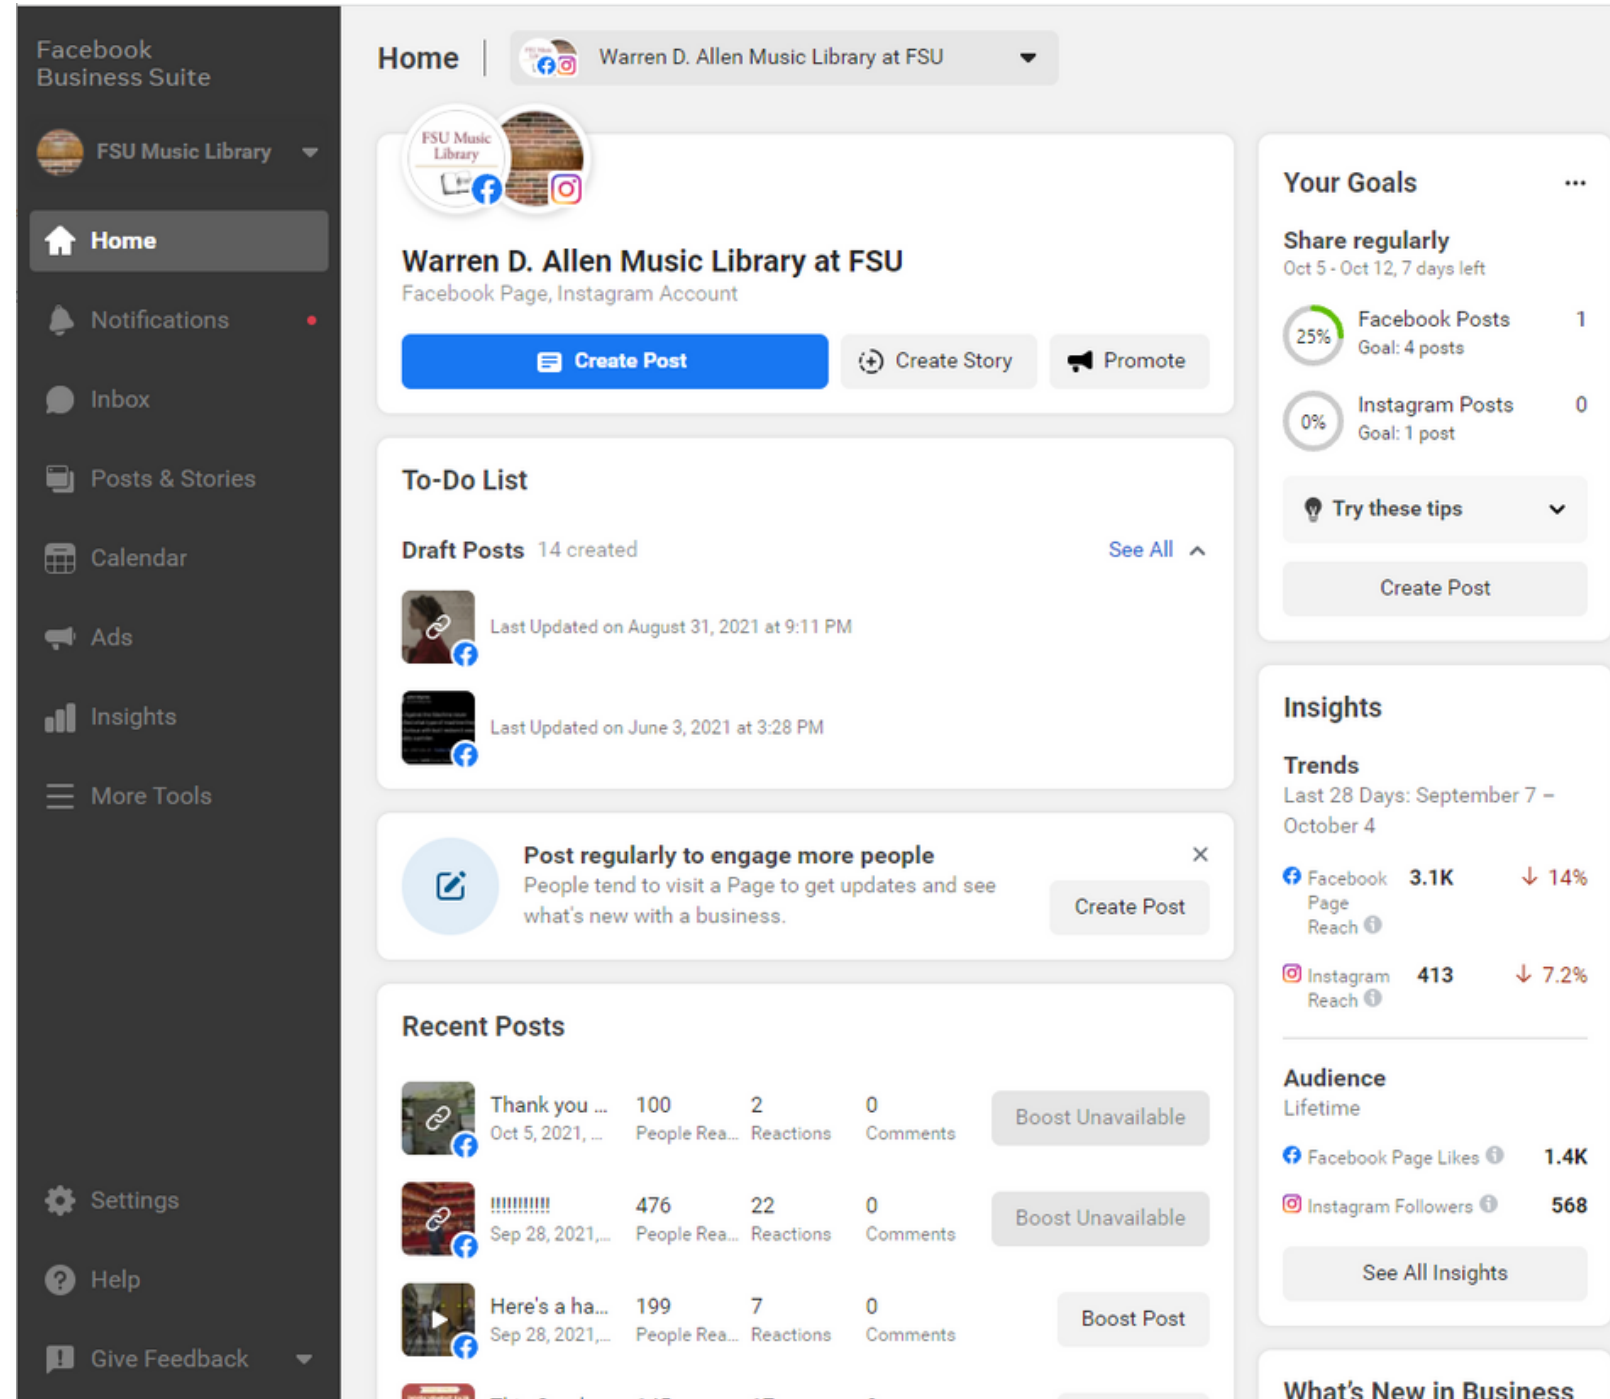 Facebook
Business Suite
FSU Music Library
Home
Notifications
Inbox
Posts & Stories
Calendar
Ads
Insights
More Tools
Settings
Help
Give Feedback
Home
Warren D. Allen Music Library at FSU
FSU Music
Library
Warren D. Allen Music Library at FSU
Facebook Page, Instagram Account
Create Post
Create Story
Promote
To-Do List
Draft Posts 14 created
See All
Last Updated on August 31, 2021 at 9:11 PM
Last Updated on June 3, 2021 at 3:28 PM
Post regularly to engage more people
People tend to visit a Page to get updates and see
what's new with a business.
Create Post
Recent Posts
Thank you ... 100 2 0
Oct 5, 2021, ... People Rea... Reactions Comments
Boost Unavailable
!!!!!!!!!!! 476 22 0
Sep 28, 2021,... People Rea... Reactions Comments
Boost Unavailable
Here's a ha... 199 7 0
Sep 28, 2021,... People Rea... Reactions Comments
Boost Post
Your Goals
Share regularly
Oct 5 - Oct 12, 7 days left
25% Facebook Posts 1
Goal: 4 posts
0% Instagram Posts 0
Goal: 1 post
Try these tips
Create Post
Insights
Trends
Last 28 Days: September 7 –
October 4
Facebook 3.1K ↓ 14%
Page
Reach
Instagram 413 ↓ 7.2%
Reach
Audience
Lifetime
Facebook Page Likes 1.4K
Instagram Followers 568
See All Insights
What's New in Business